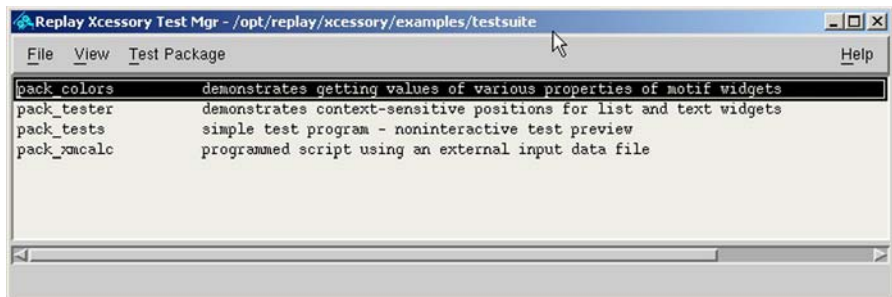 Replay Xcessory Test Mgr - /opt/replay/xcessory/examples/testsuite
File View Test Package Help
pack_colors demonstrates getting values of various properties of motif widgets
pack_tester demonstrates context-sensitive positions for list and text widgets
pack_tests simple test program - noninteractive test preview
pack_xmcalc programmed script using an external input data file